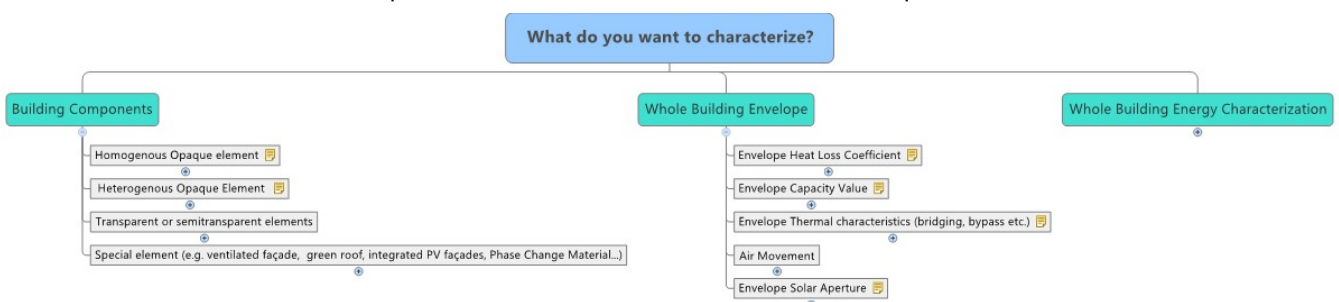 What do you want to characterize?
Building Components
Whole Building Envelope
Whole Building Energy Characterization
Homogenous Opaque element
Heterogenous Opaque Element
Transparent or semitransparent elements
Special element (e.g. ventilated façade, green roof, integrated PV façades, Phase Change Material...)
Envelope Heat Loss Coefficient
Envelope Capacity Value
Envelope Thermal characteristics (bridging, bypass etc.)
Air Movement
Envelope Solar Aperture